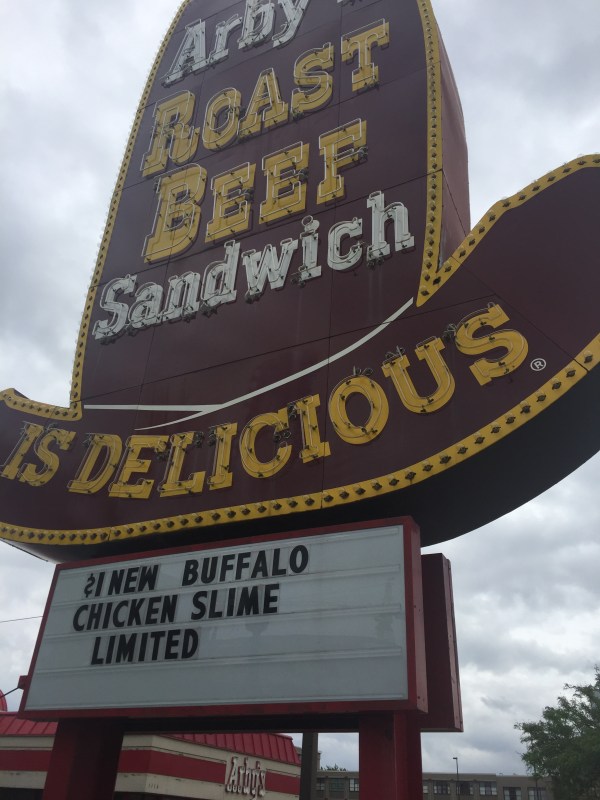 Arby'
ROAST
BEEF
Sandwich
IS DELICIOUS®
$1 NEW BUFFALO
CHICKEN SLIME
LIMITED
Arby's